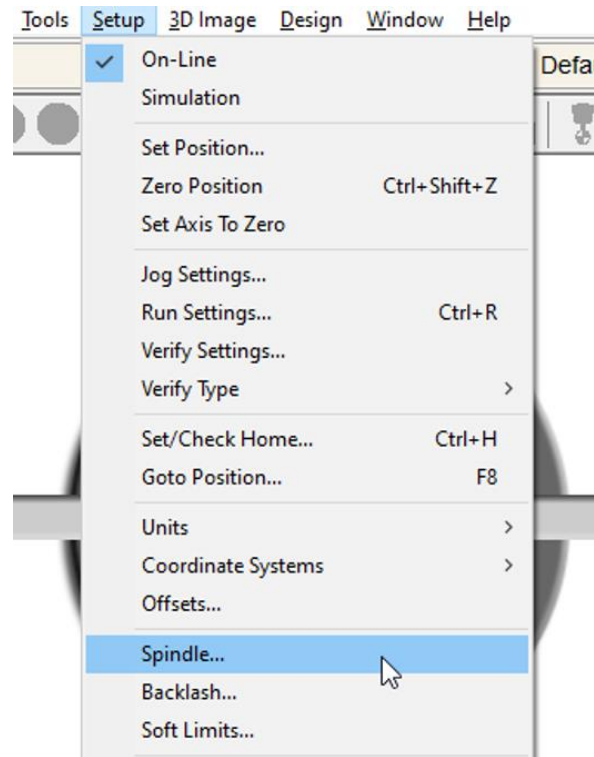 Tools Setup 3D Image Design Window Help
On-Line
Defa
Simulation
Set Position...
Zero Position Ctrl+Shift+Z
Set Axis To Zero
Jog Settings...
Run Settings... Ctrl+R
Verify Settings...
Verify Type
Set/Check Home... Ctrl+H
Goto Position... F8
Units
Coordinate Systems
Offsets...
Spindle...
Backlash...
Soft Limits...